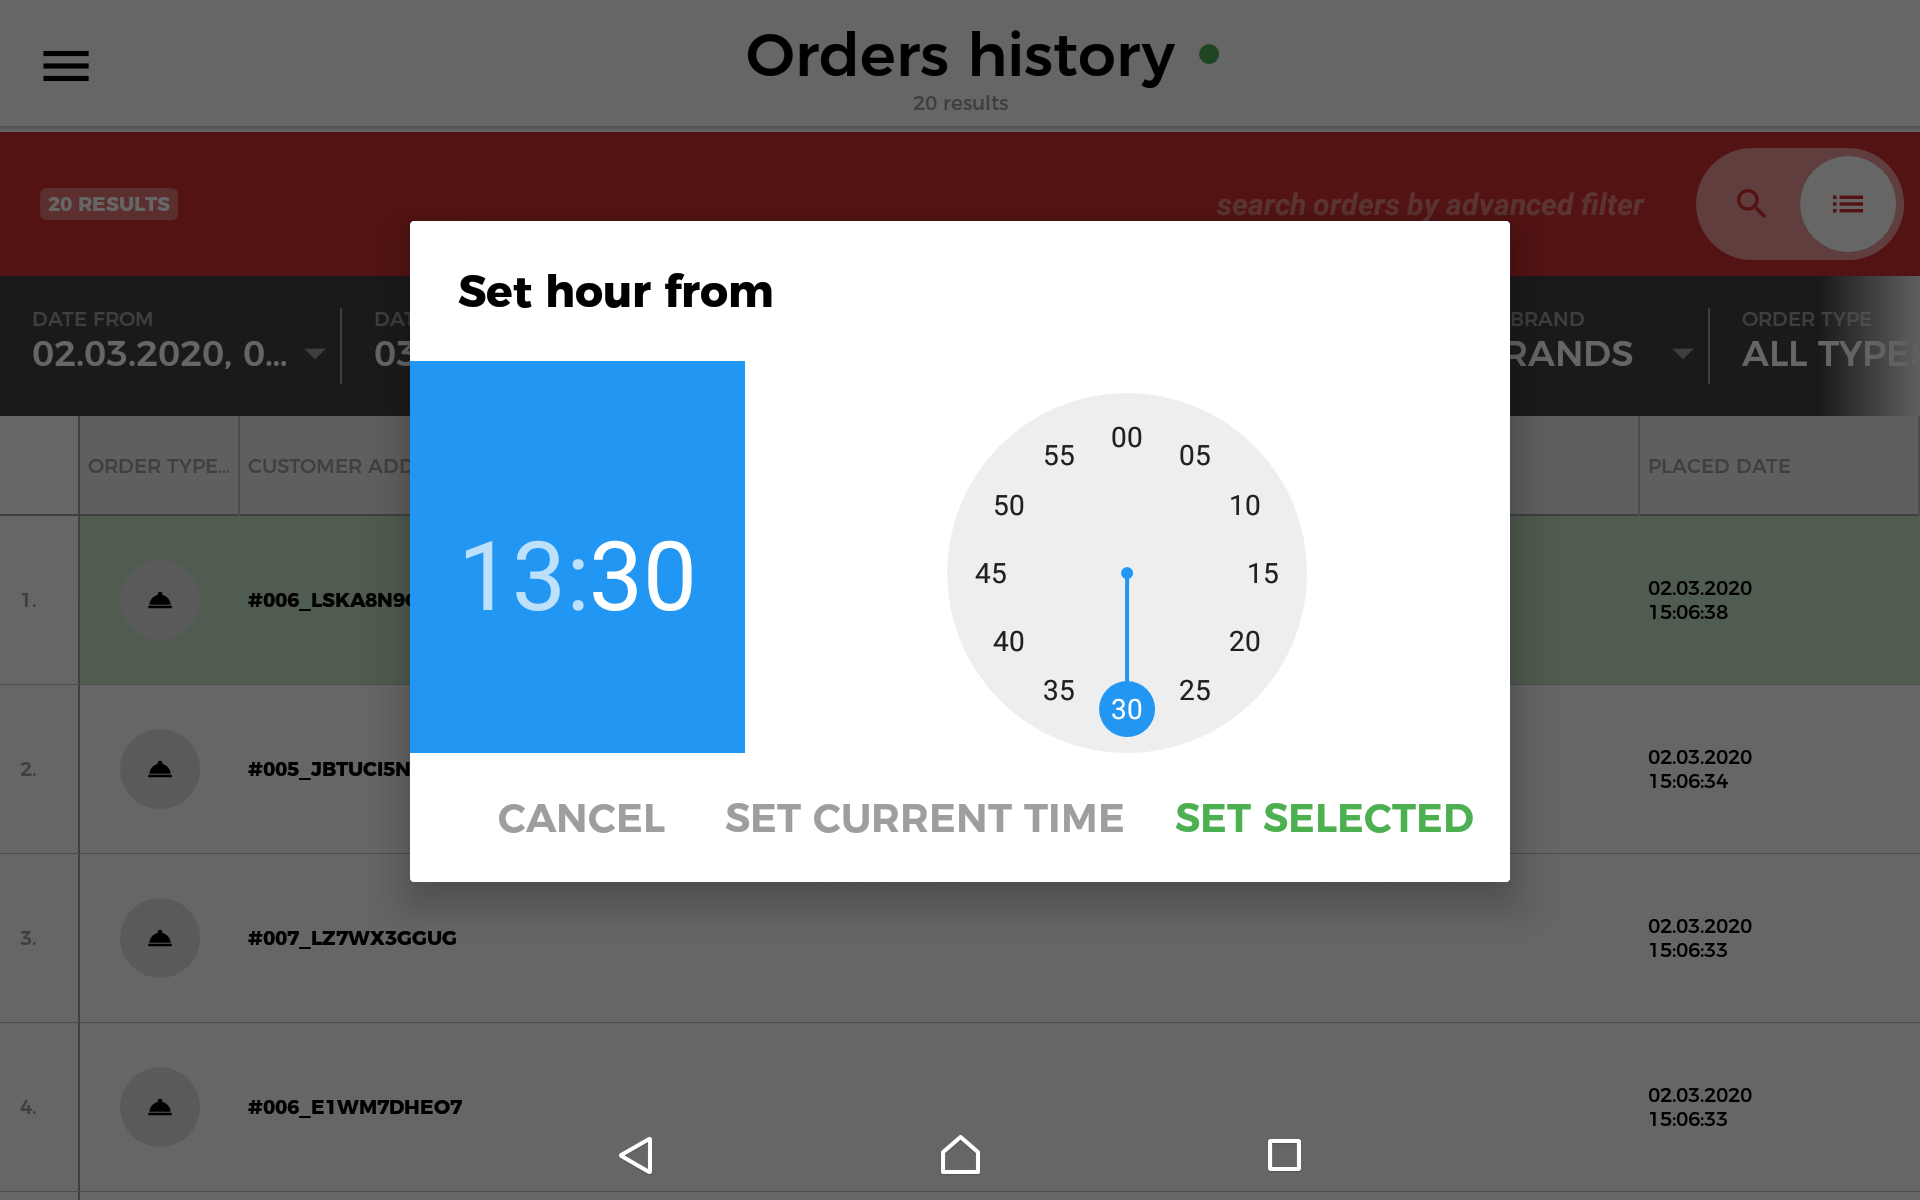 Orders history
20 results
20 RESULTS
search orders by advanced filter
DATE FROM
02.03.2020, 0...
03
BRAND
ORDER TYPE
ALL TYPES
ORDER TYPE...
CUSTOMER ADD
PLACED DATE
Set hour from
13:30
00
05
10
15
20
25
30
35
40
45
50
55
CANCEL
SET CURRENT TIME
SET SELECTED
1.
#006_LSKA8N9
02.03.2020
15:06:38
2.
#005_JBTUCI5N
02.03.2020
15:06:34
3.
#007_LZ7WX3GGUG
02.03.2020
15:06:33
4.
#006_E1WM7DHEO7
02.03.2020
15:06:33